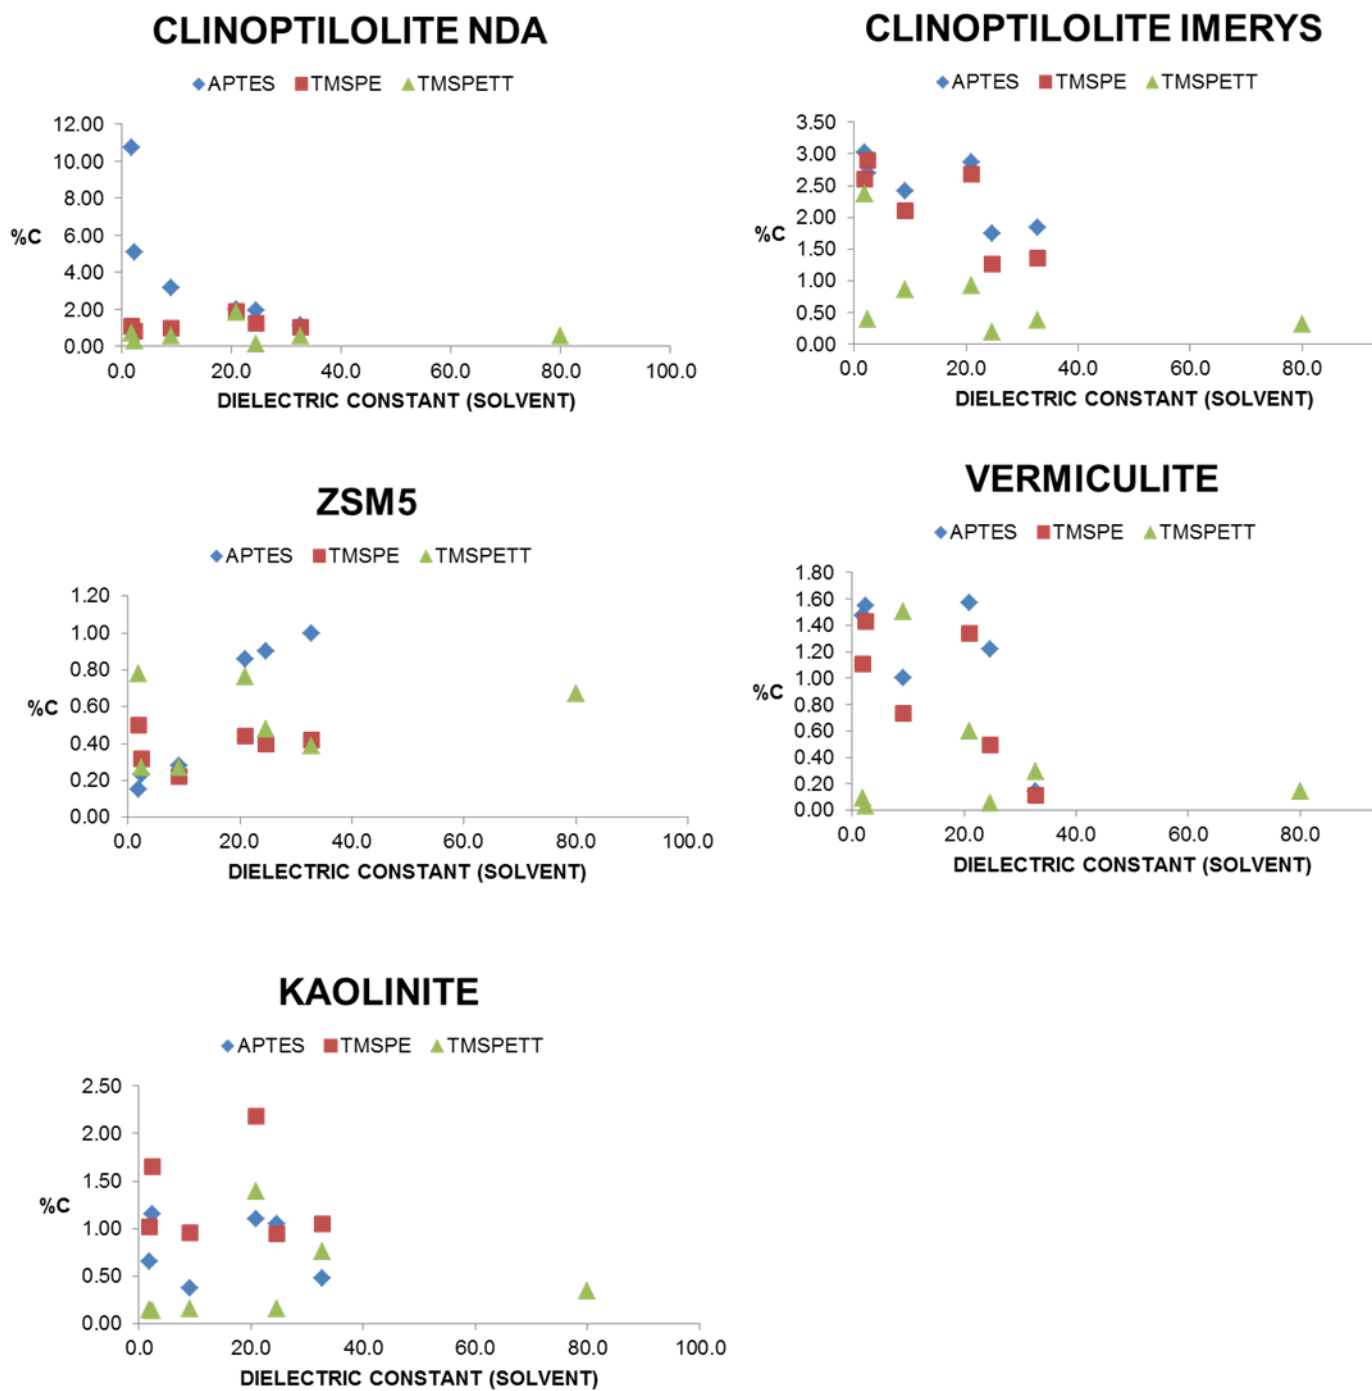 CLINOPTILOLITE NDA
APTES TMSPE TMSPETT
12.00
10.00
8.00
6.00
4.00
2.00
0.00
%C
0.0 20.0 40.0 60.0 80.0 100.0
DIELECTRIC CONSTANT (SOLVENT)
CLINOPTILOLITE IMERYS
APTES TMSPE TMSPETT
3.50
3.00
2.50
2.00
1.50
1.00
0.50
0.00
%C
0.0 20.0 40.0 60.0 80.0
DIELECTRIC CONSTANT (SOLVENT)
ZSM5
APTES TMSPE TMSPETT
1.20
1.00
0.80
0.60
0.40
0.20
0.00
%C
0.0 20.0 40.0 60.0 80.0 100.0
DIELECTRIC CONSTANT (SOLVENT)
VERMICULITE
APTES TMSPE TMSPETT
1.80
1.60
1.40
1.20
1.00
0.80
0.60
0.40
0.20
0.00
%C
0.0 20.0 40.0 60.0 80.0
DIELECTRIC CONSTANT (SOLVENT)
KAOLINITE
APTES TMSPE TMSPETT
2.50
2.00
1.50
1.00
0.50
0.00
%C
0.0 20.0 40.0 60.0 80.0 100.0
DIELECTRIC CONSTANT (SOLVENT)